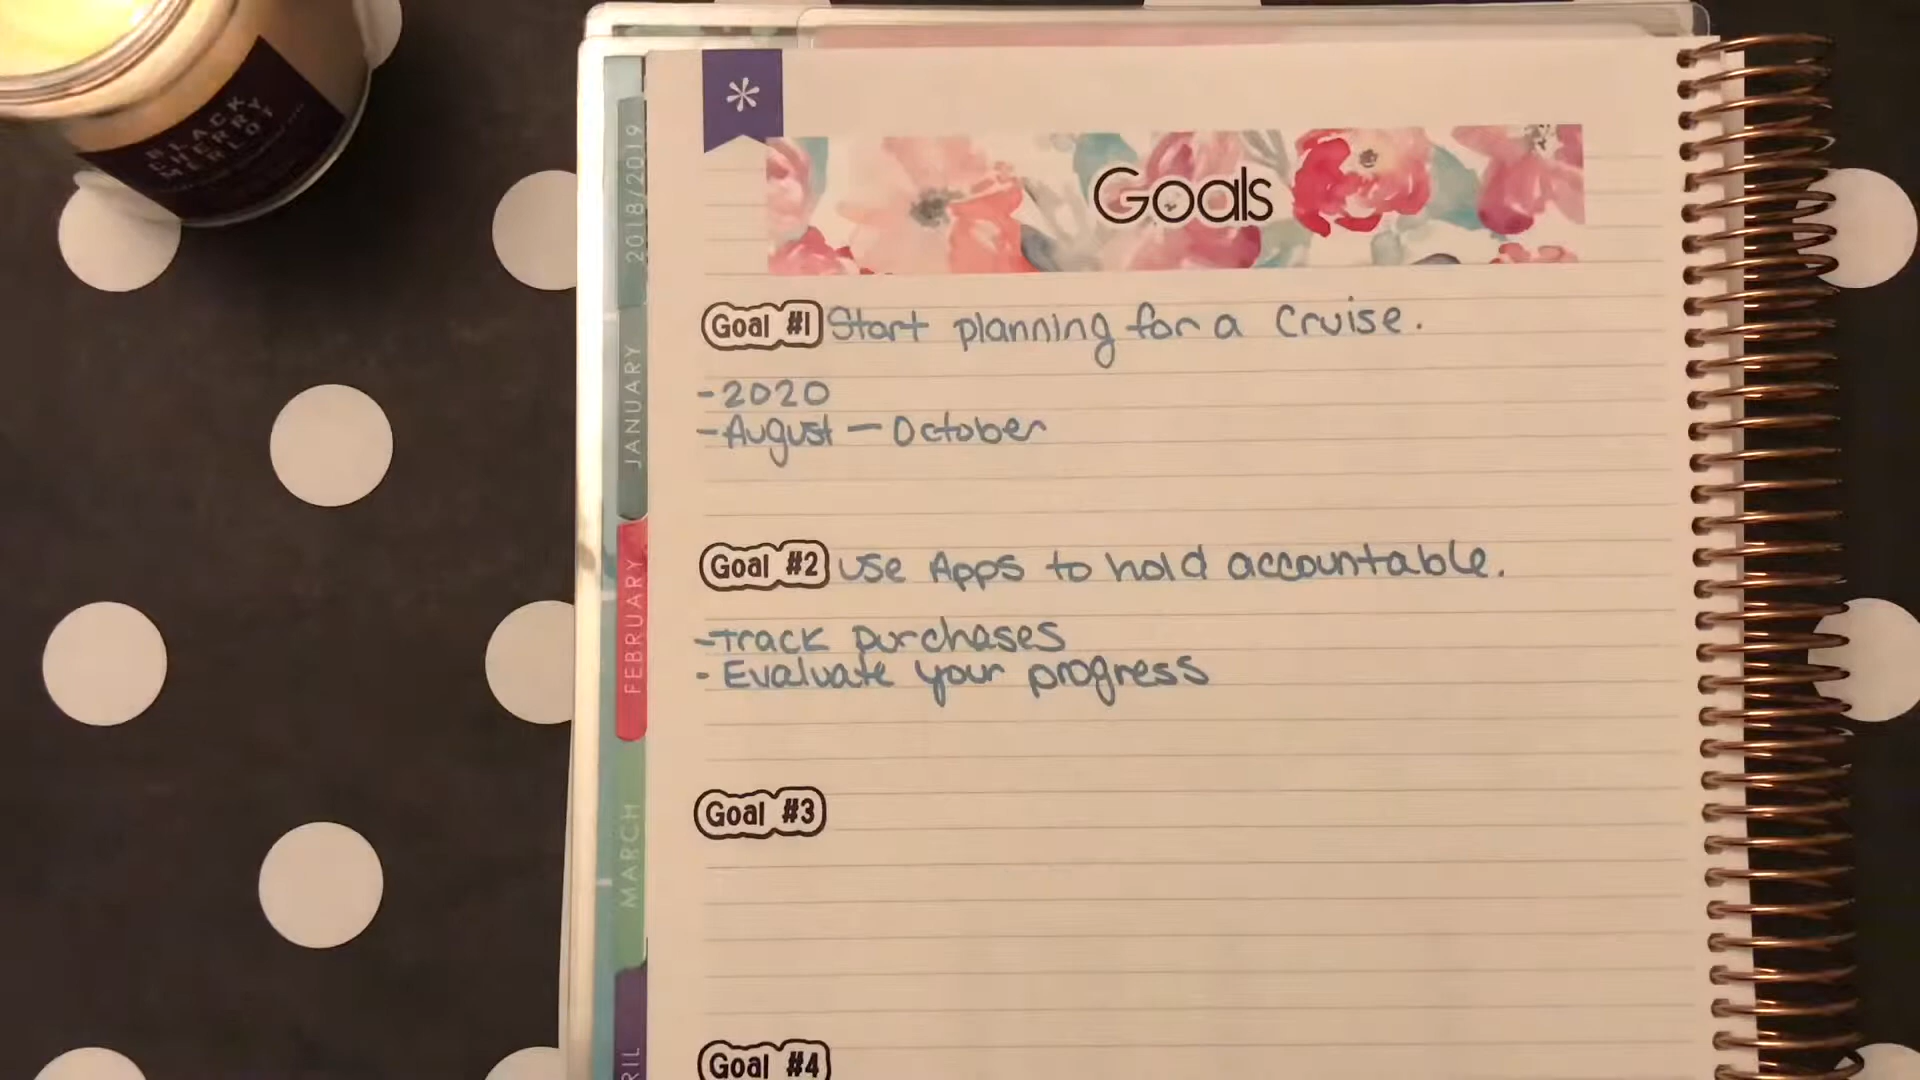 BLACK
CHERRY
MERLOT
*
2018/2019
JANUARY
FEBRUARY
MARCH
RIL
Goals
Goal #1 Start planning for a Cruise.
-2020
-August - October
Goal #2 Use Apps to hold accountable.
-Track purchases
- Evaluate your progress
Goal #3
Goal #4